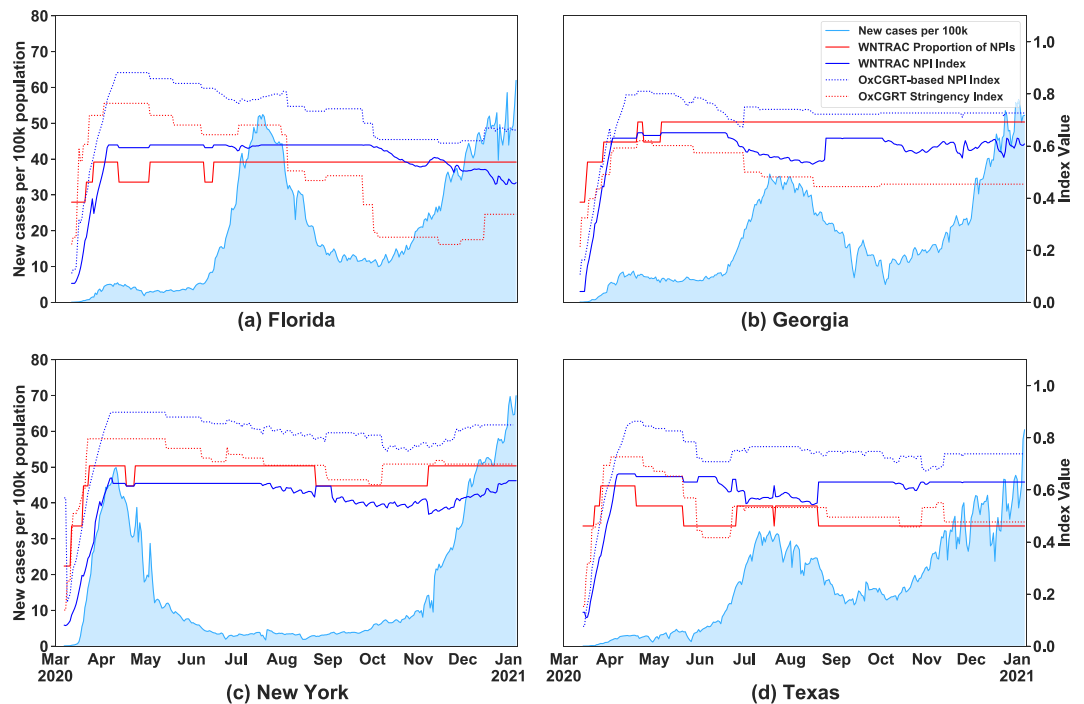 80
70
60
50
40
30
20
10
0
New cases per 100k population
(a) Florida
New cases per 100k
WNTRAC Proportion of NPIs
WNTRAC NPI Index
OxCGRT-based NPI Index
OxCGRT Stringency Index
1.0
0.8
0.6
0.4
0.2
0.0
Index Value
(b) Georgia
80
70
60
50
40
30
20
10
0
New cases per 100k population
Mar Apr May Jun Jul Aug Sep Oct Nov Dec Jan
2020 2021
(c) New York
1.0
0.8
0.6
0.4
0.2
0.0
Index Value
Mar Apr May Jun Jul Aug Sep Oct Nov Dec Jan
2020 2021
(d) Texas